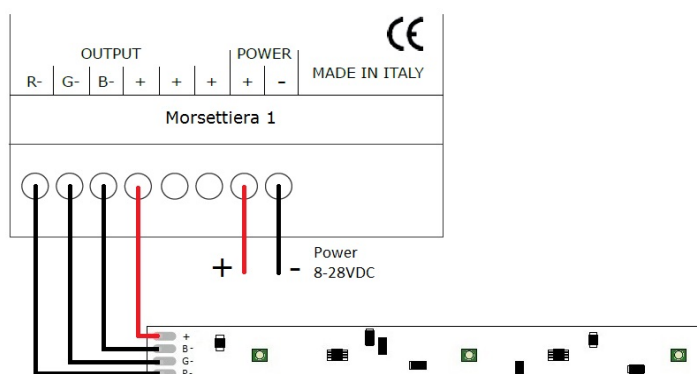 CE
OUTPUT POWER
R- G- B- + + + + - MADE IN ITALY
Morsettiera 1
+ - Power
8-28VDC
+
B-
G-
R-